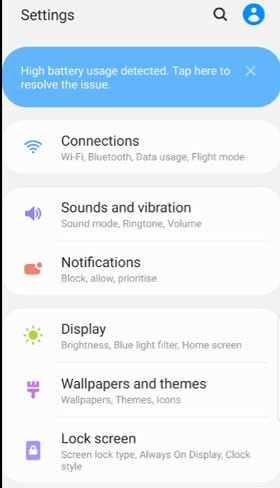 Settings
High battery usage detected. Tap here to
resolve the issue.
Connections
Wi-Fi, Bluetooth, Data usage, Flight mode
Sounds and vibration
Sound mode, Ringtone, Volume
Notifications
Block, allow, prioritise
Display
Brightness, Blue light filter, Home screen
Wallpapers and themes
Wallpapers, Themes, Icons
Lock screen
Screen lock type, Always On Display, Clock
style